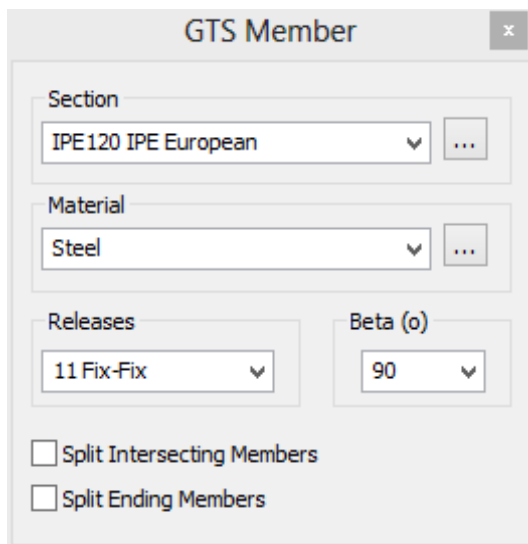 GTS Member
x
Section
IPE120 IPE European
...
Material
Steel
...
Releases
Beta (o)
11 Fix-Fix
90
Split Intersecting Members
Split Ending Members